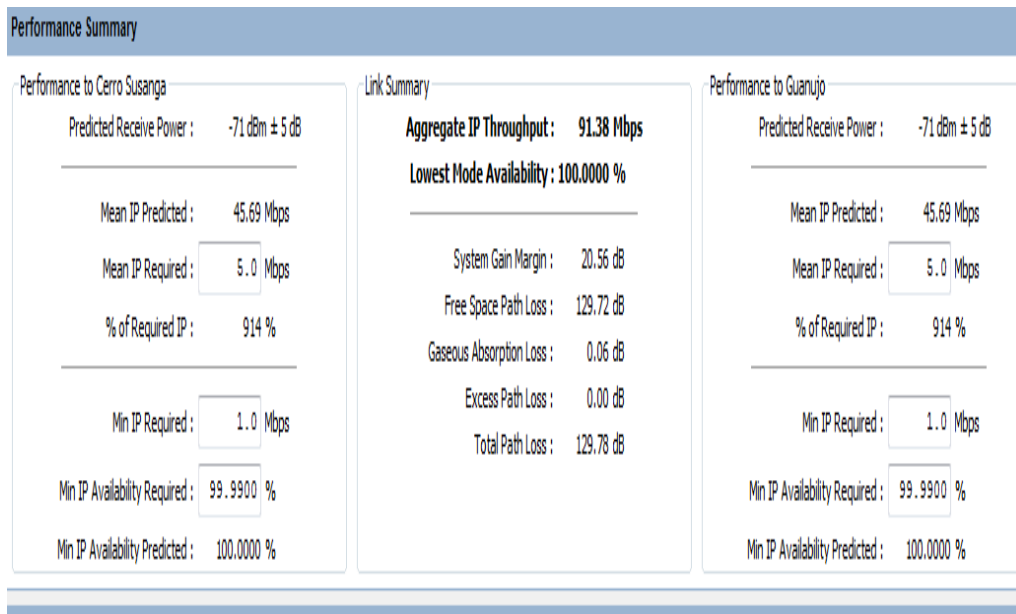 Performance Summary
Performance to Cerro Susanga
Predicted Receive Power : -71 dBm ± 5 dB
Mean IP Predicted : 45.69 Mbps
Mean IP Required : 5.0 Mbps
% of Required IP : 914 %
Min IP Required : 1.0 Mbps
Min IP Availability Required : 99.9900 %
Min IP Availability Predicted : 100.0000 %
Link Summary
Aggregate IP Throughput : 91.38 Mbps
Lowest Mode Availability : 100.0000 %
System Gain Margin : 20.56 dB
Free Space Path Loss : 129.72 dB
Gaseous Absorption Loss : 0.06 dB
Excess Path Loss : 0.00 dB
Total Path Loss : 129.78 dB
Performance to Guanujo
Predicted Receive Power : -71 dBm ± 5 dB
Mean IP Predicted : 45.69 Mbps
Mean IP Required : 5.0 Mbps
% of Required IP : 914 %
Min IP Required : 1.0 Mbps
Min IP Availability Required : 99.9900 %
Min IP Availability Predicted : 100.0000 %